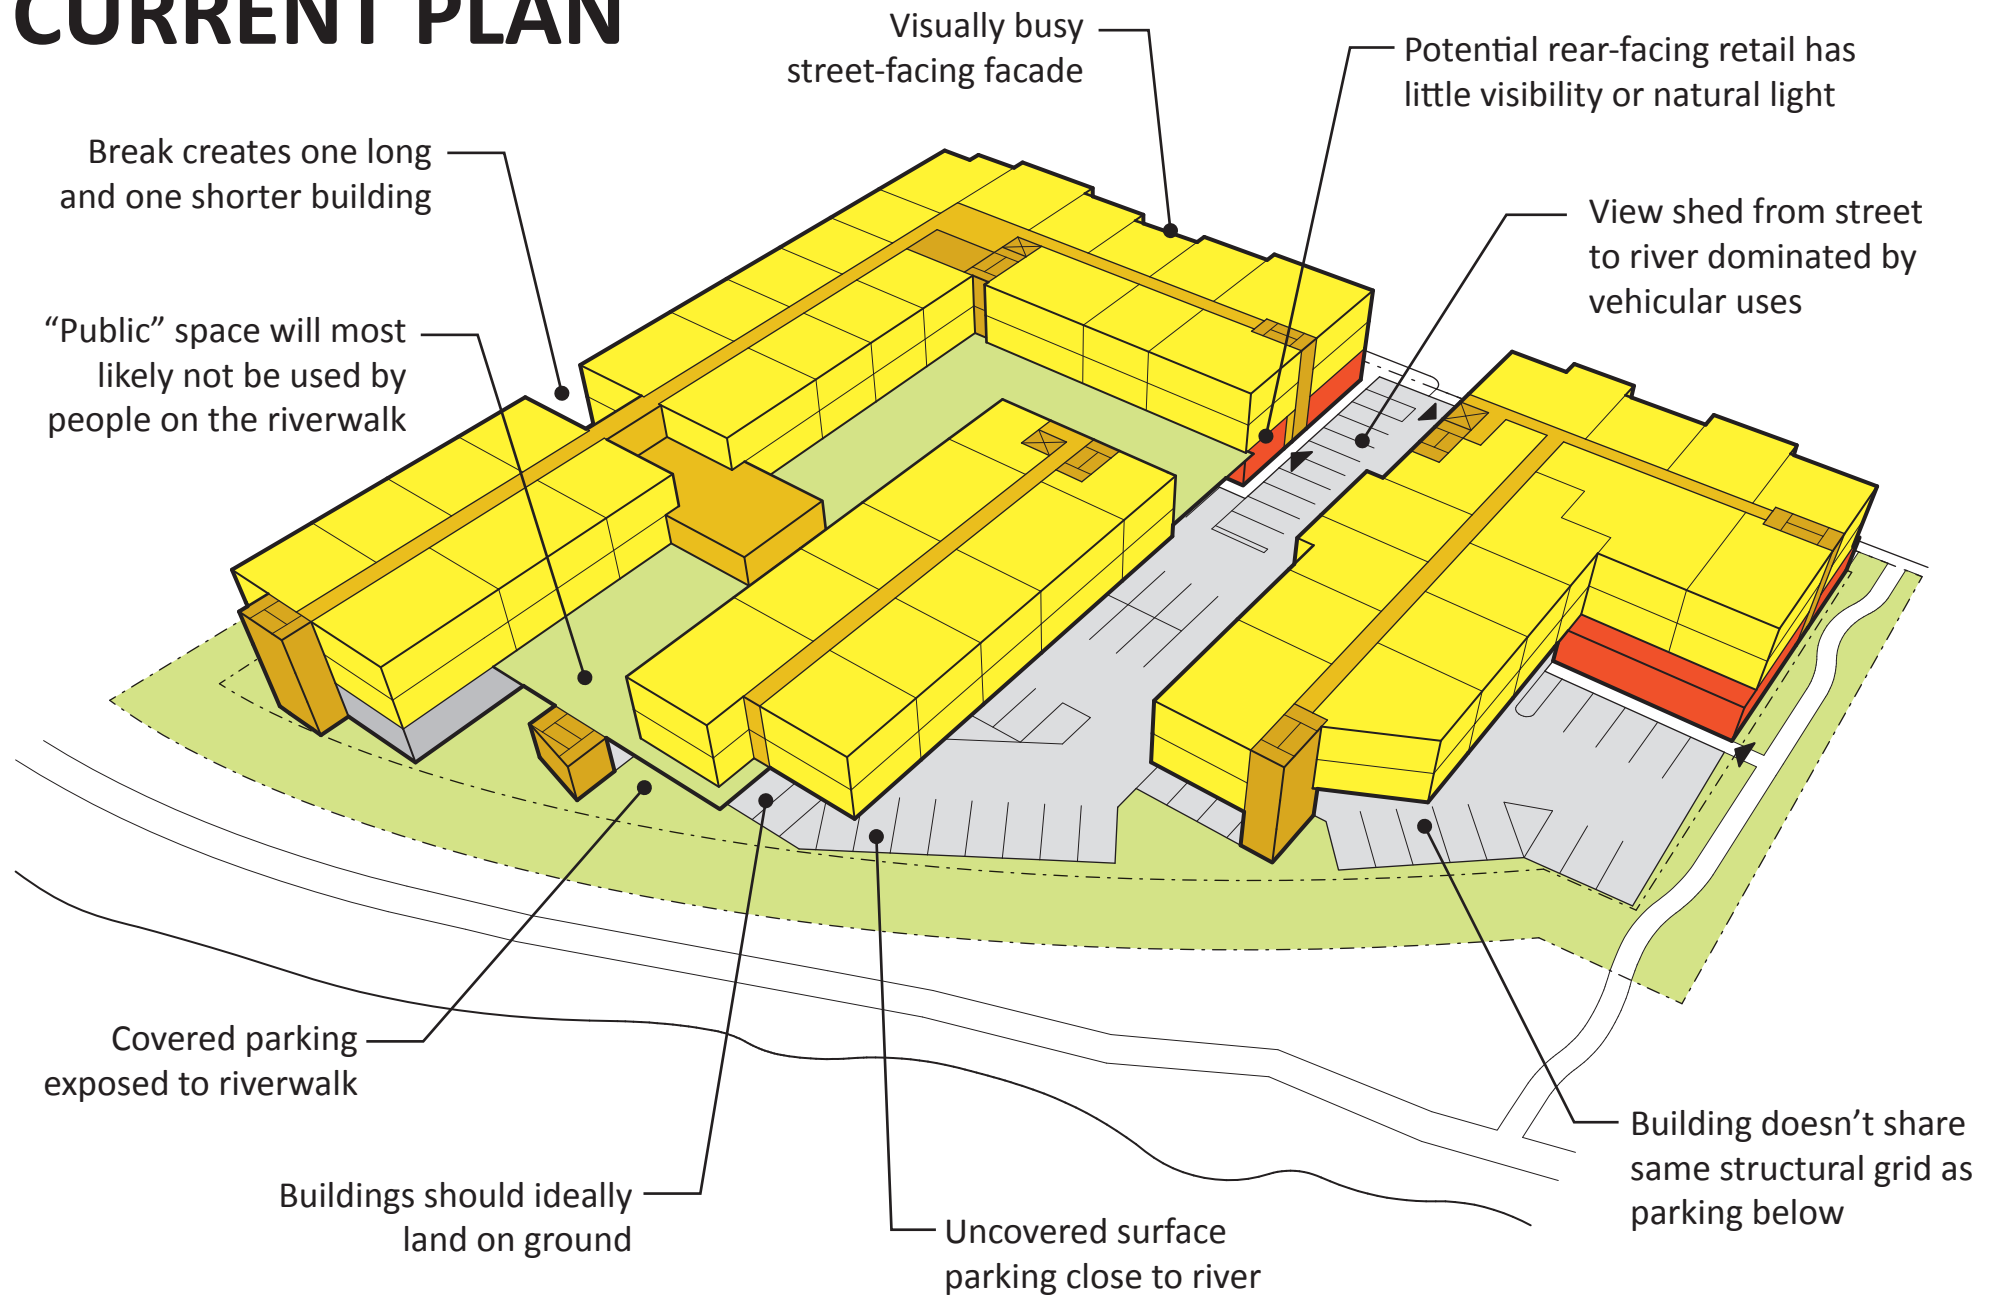 CURRENT PLAN
Visually busy
street-facing facade
Potential rear-facing retail has
little visibility or natural light
Break creates one long
and one shorter building
View shed from street
to river dominated by
vehicular uses
“Public” space will most
likely not be used by
people on the riverwalk
Covered parking
exposed to riverwalk
Buildings should ideally
land on ground
Uncovered surface
parking close to river
Building doesn’t share
same structural grid as
parking below